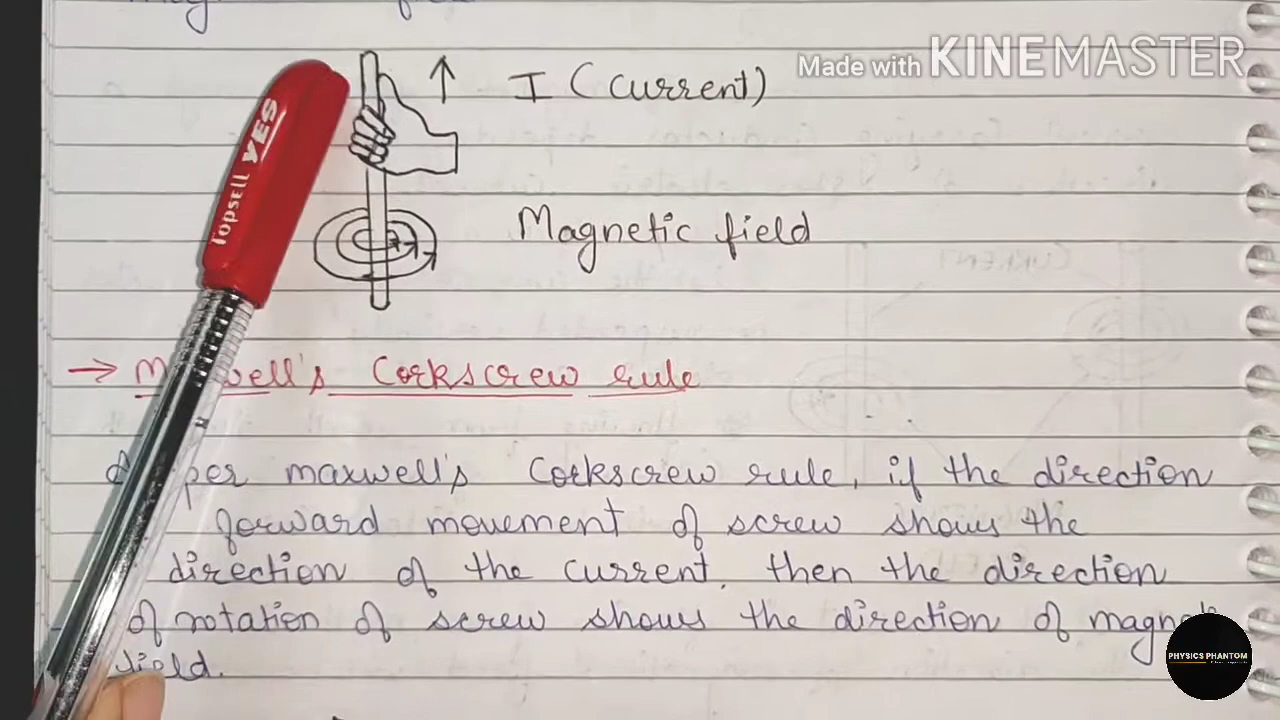 Made with KINEMASTER
I (Current)
Topsell YES
Magnetic field
→ Maxwell's Corkscrew rule
per maxwell's Corkscrew rule, if the direction
forward movement of screw shows the
direction of the current, then the direction
of rotation of screw shows the direction of
field.
PHYSICS PHANTOM